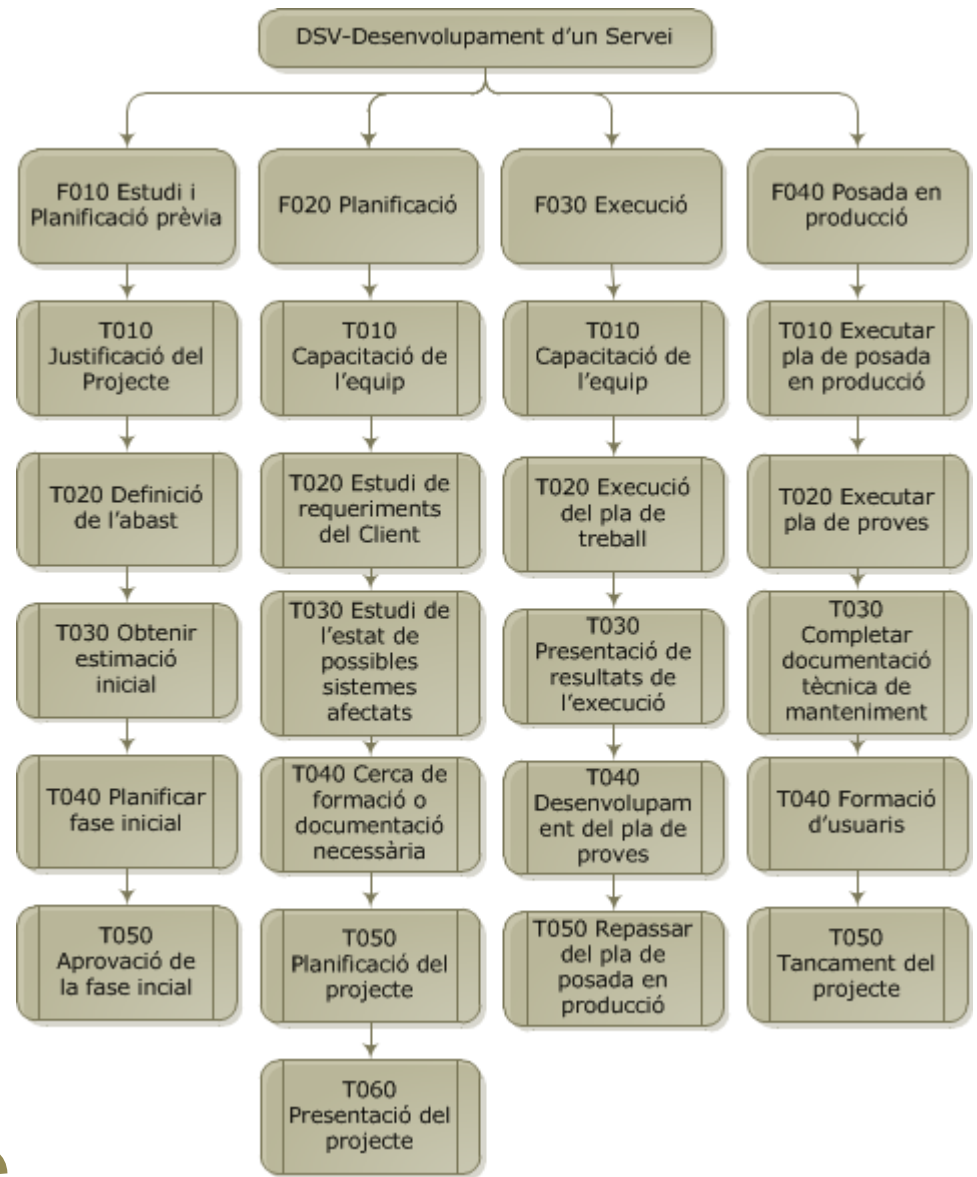 DSV-Desenvolupament d'un Servei
F010 Estudi i
Planificació prèvia
T010
Justificació del
Projecte
T020 Definició
de l'abast
T030 Obtenir
estimació
inicial
T040 Planificar
fase inicial
T050
Aprovació de
la fase incial
F020 Planificació
T010
Capacitació de
l'equip
T020 Estudi de
requeriments
del Client
T030 Estudi de
l'estat de
possibles
sistemes
afectats
T040 Cerca de
formació o
documentació
necessària
T050
Planificació del
projecte
T060
Presentació del
projecte
F030 Execució
T010
Capacitació de
l'equip
T020 Execució
del pla de
treball
T030
Presentació de
resultats de
l'execució
T040
Desenvolupam
ent del pla de
proves
T050 Repassar
del pla de
posada en
producció
F040 Posada en
producció
T010 Executar
pla de posada
en producció
T020 Executar
pla de proves
T030
Completar
documentació
tècnica de
manteniment
T040 Formació
d'usuaris
T050
Tancament del
projecte